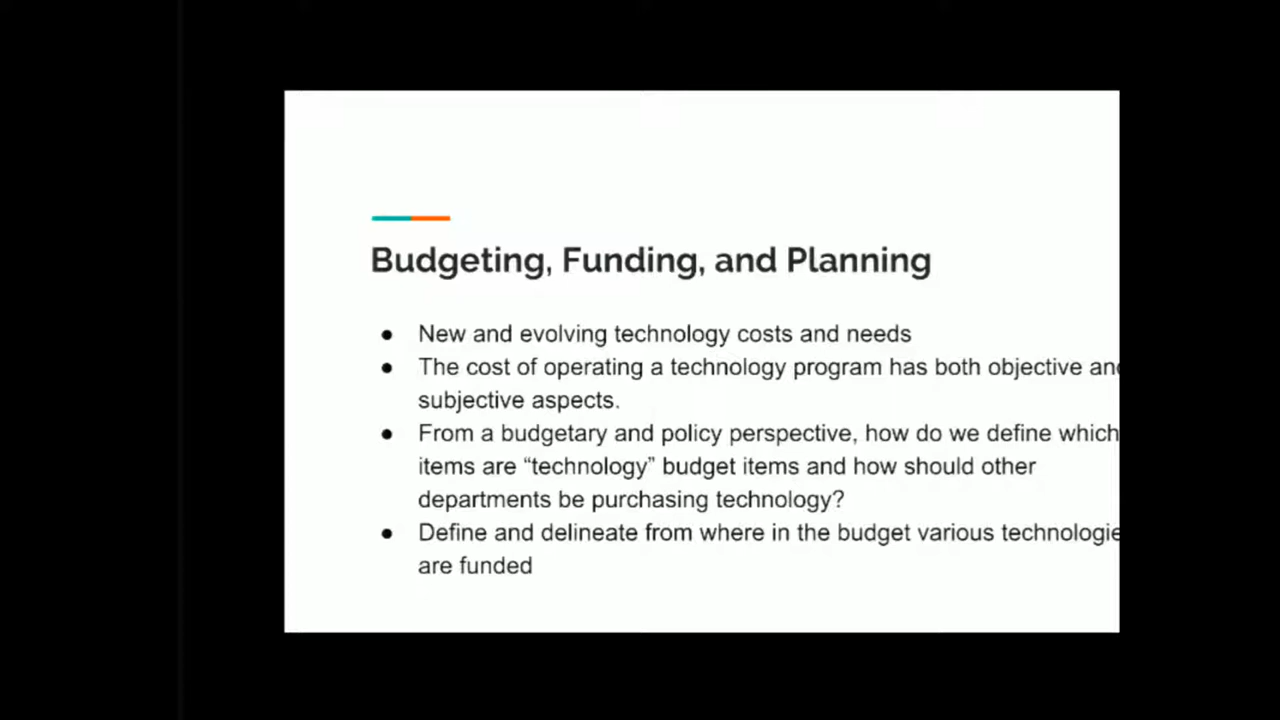 Budgeting, Funding, and Planning
● New and evolving technology costs and needs
● The cost of operating a technology program has both objective an
subjective aspects.
● From a budgetary and policy perspective, how do we define which
items are “technology” budget items and how should other
departments be purchasing technology?
● Define and delineate from where in the budget various technologie
are funded